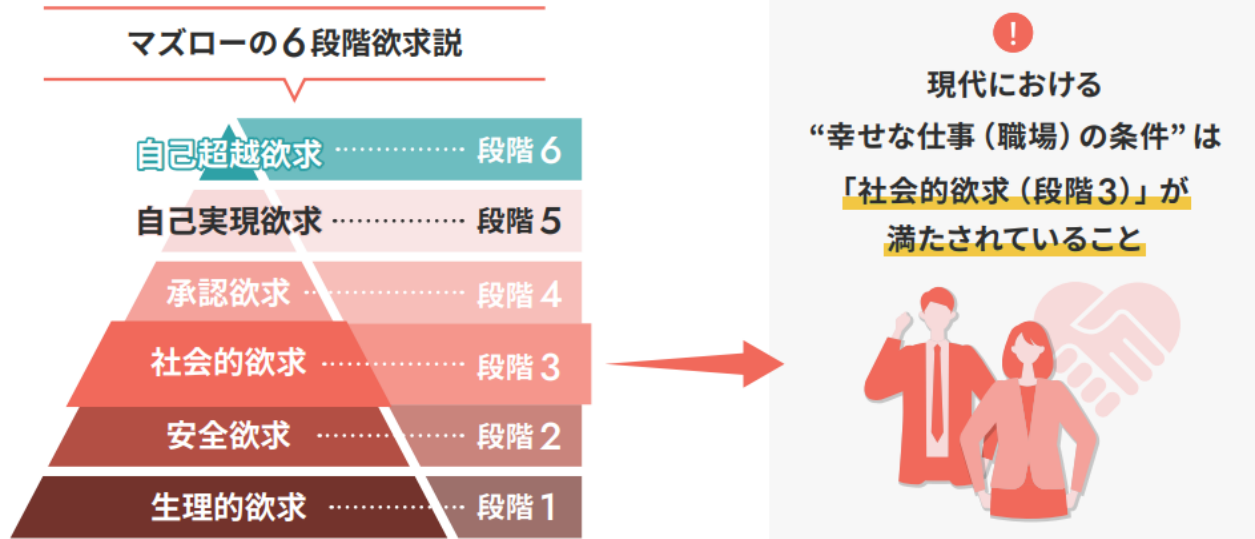 マズローの6段階欲求説
自己超越欲求 段階6
自己実現欲求 段階5
承認欲求 段階4
社会的欲求 段階3
安全欲求 段階2
生理的欲求 段階1
!
現代における
“幸せな仕事(職場)の条件”は
「社会的欲求(段階3)」が
満たされていること